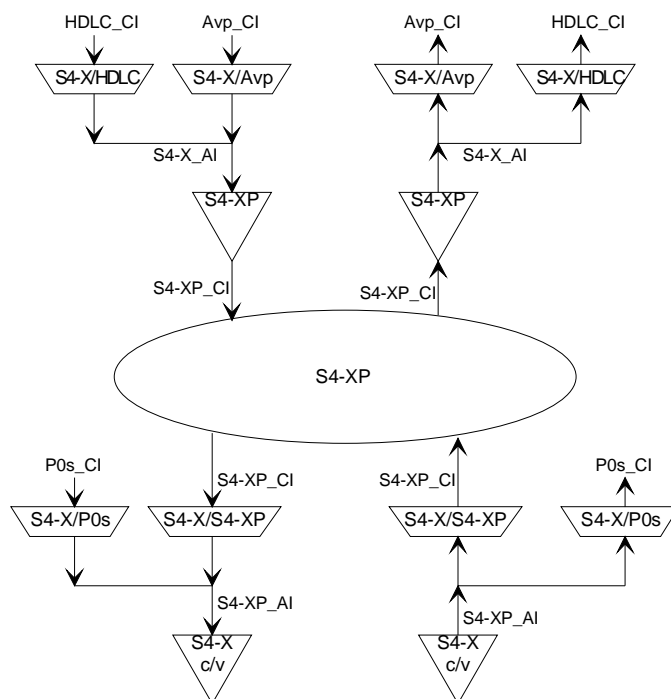 HDLC_CI Avp_CI Avp_CI HDLC_CI
S4-X/HDLC S4-X/Avp S4-X/Avp S4-X/HDLC
S4-X_AI S4-X_AI
S4-XP S4-XP
S4-XP_CI S4-XP_CI
S4-XP
P0s_CI S4-XP_CI S4-XP_CI P0s_CI
S4-X/P0s S4-X/S4-XP S4-X/S4-XP S4-X/P0s
S4-XP_AI S4-XP_AI
S4-X S4-X
c/v c/v